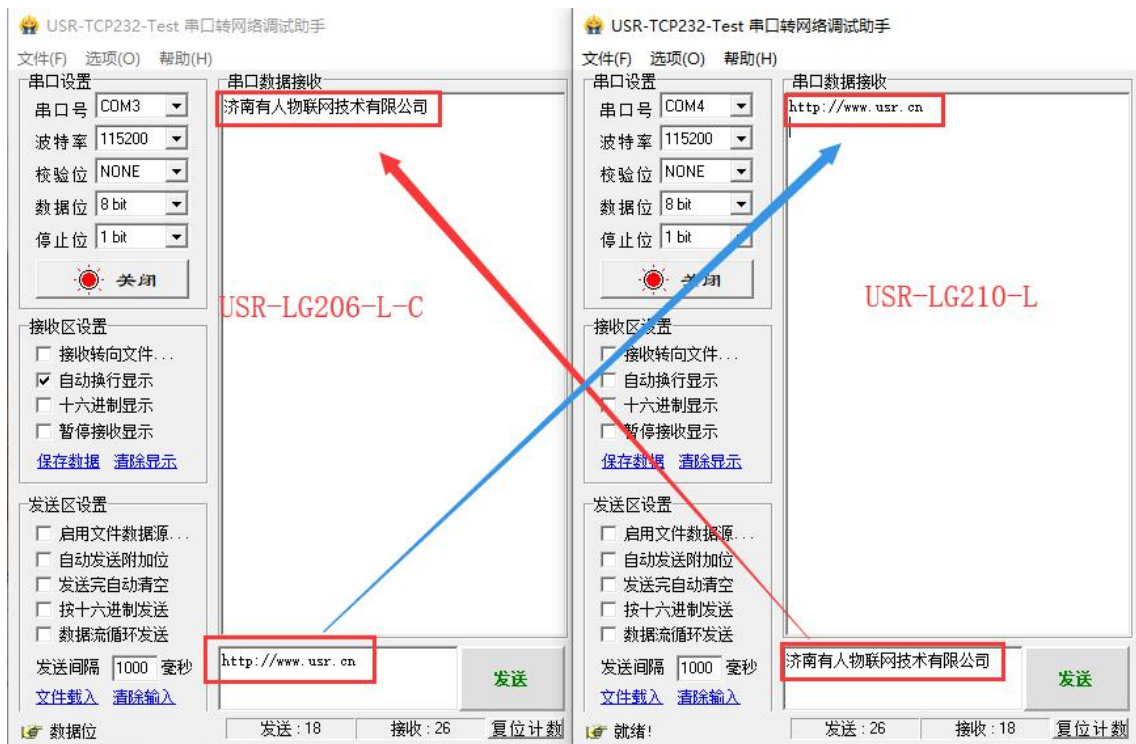 USR-TCP232-Test 串口转网络调试助手
文件(F) 选项(O) 帮助(H)
串口设置
串口号 COM3
波特率 115200
校验位 NONE
数据位 8 bit
停止位 1 bit
关闭
接收区设置
接收转向文件...
自动换行显示
十六进制显示
暂停接收显示
保存数据 清除显示
发送区设置
启用文件数据源...
自动发送附加位
发送完自动清空
按十六进制发送
数据流循环发送
发送间隔 1000 毫秒
文件载入 清除输入
串口数据接收
济南有人物联网技术有限公司
USR-LG206-L-C
http://www.usr.cn
发送
数据位 发送:18 接收:26 复位计数
USR-TCP232-Test 串口转网络调试助手
文件(F) 选项(O) 帮助(H)
串口设置
串口号 COM4
波特率 115200
校验位 NONE
数据位 8 bit
停止位 1 bit
关闭
接收区设置
接收转向文件...
自动换行显示
十六进制显示
暂停接收显示
保存数据 清除显示
发送区设置
启用文件数据源...
自动发送附加位
发送完自动清空
按十六进制发送
数据流循环发送
发送间隔 1000 毫秒
文件载入 清除输入
串口数据接收
http://www.usr.cn
USR-LG210-L
济南有人物联网技术有限公司
发送
就绪! 发送:26 接收:18 复位计数